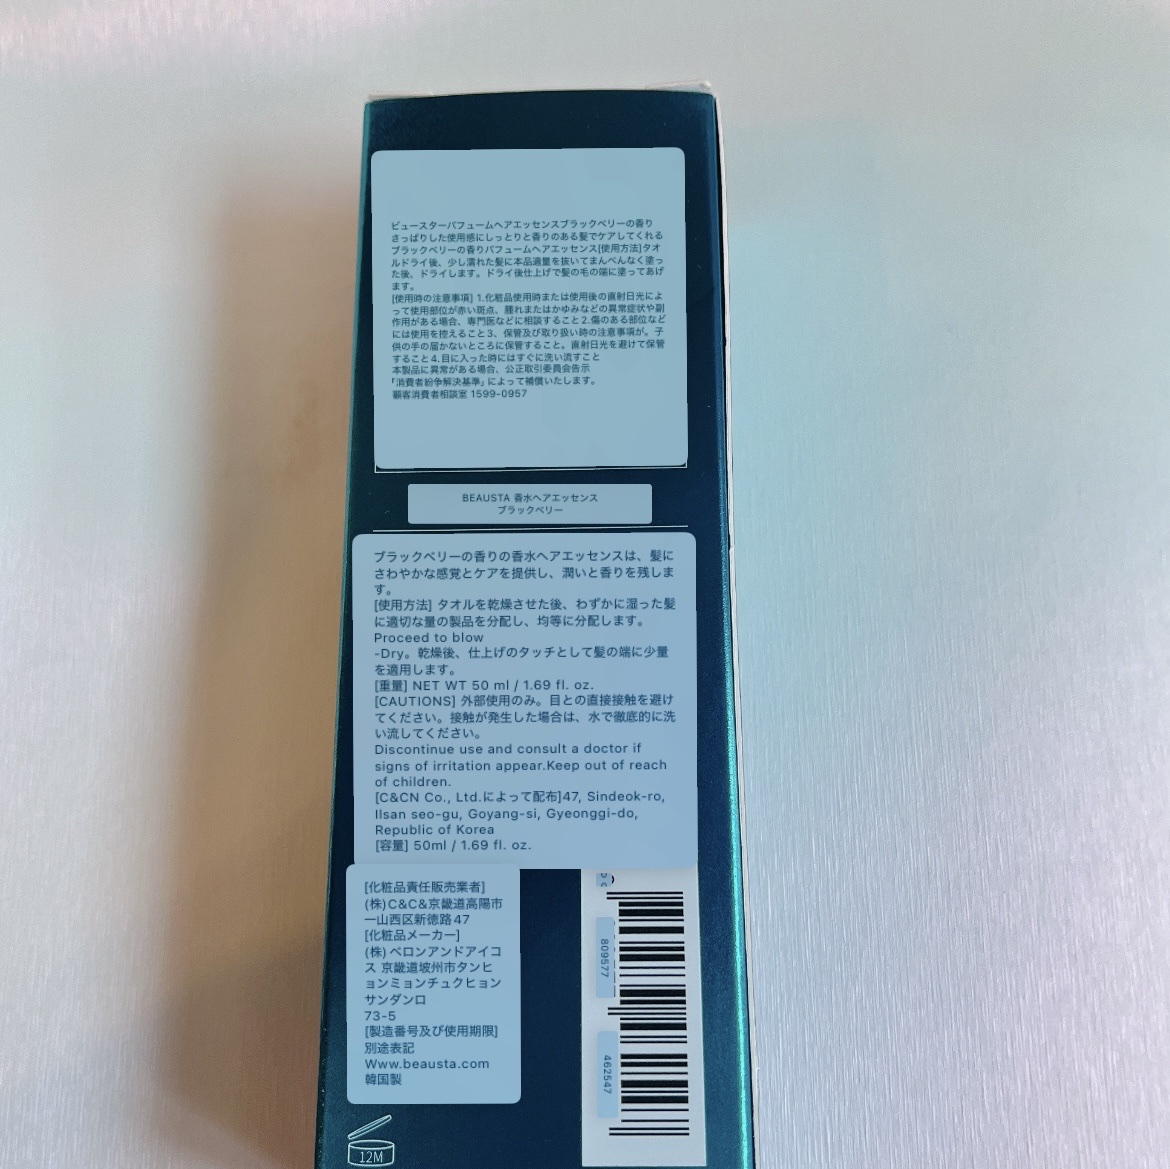 ビュースターパフュームヘアエッセンスブラックベリーの香り
さっぱりした使用感にしっとりと香りのある髪でケアしてくれる
ブラックベリーの香りパフュームヘアエッセンス[使用方法]タオ
ルドライ後、少し濡れた髪に本品適量を抜いてまんべんなく塗っ
た後、ドライします。ドライ後仕上げで髪の毛の端に塗ってあげ
ます。
[使用時の注意事項] 1.化粧品使用時または使用後の直射日光によ
って使用部位が赤い斑点、腫れまたはかゆみなどの異常症状や副
作用がある場合、専門医などに相談すること2.傷のある部位など
には使用を控えること3、保管及び取り扱い時の注意事項が。子
供の手の届かないところに保管すること。直射日光を避けて保管
すること4.目に入った時にはすぐに洗い流すこと
本製品に異常がある場合、公正取引委員会告示
「消費者紛争解決基準」によって補償いたします。
顧客消費者相談室 1599-0957
BEAUSTA 香水ヘアエッセンス
ブラックベリー
ブラックベリーの香りの香水ヘアエッセンスは、髪に
さわやかな感覚とケアを提供し、潤いと香りを残しま
す。
[使用方法] タオルを乾燥させた後、わずかに湿った髪
に適切な量の製品を分配し、均等に分配します。
Proceed to blow
-Dry。乾燥後、仕上げのタッチとして髪の端に少量
を適用します。
[重量] NET WT 50 ml / 1.69 fl. oz.
[CAUTIONS] 外部使用のみ。目との直接接触を避け
てください。接触が発生した場合は、水で徹底的に洗
い流してください。
Discontinue use and consult a doctor if
signs of irritation appear.Keep out of reach
of children.
[C&CN Co., Ltd.によって配布]47, Sindeok-ro,
Ilsan seo-gu, Goyang-si, Gyeonggi-do,
Republic of Korea
[容量] 50ml / 1.69 fl. oz.
[化粧品責任販売業者]
(株)C&C&京畿道高陽市
一山西区新徳路47
[化粧品メーカー]
(株) ベロンアンドアイコ
ス 京畿道坡州市タンヒ
ョンミョンチュクヒョン
サンダンロ
73-5
[製造番号及び使用期限]
別途表記
Www.beausta.com
韓国製
12M
809577
462547